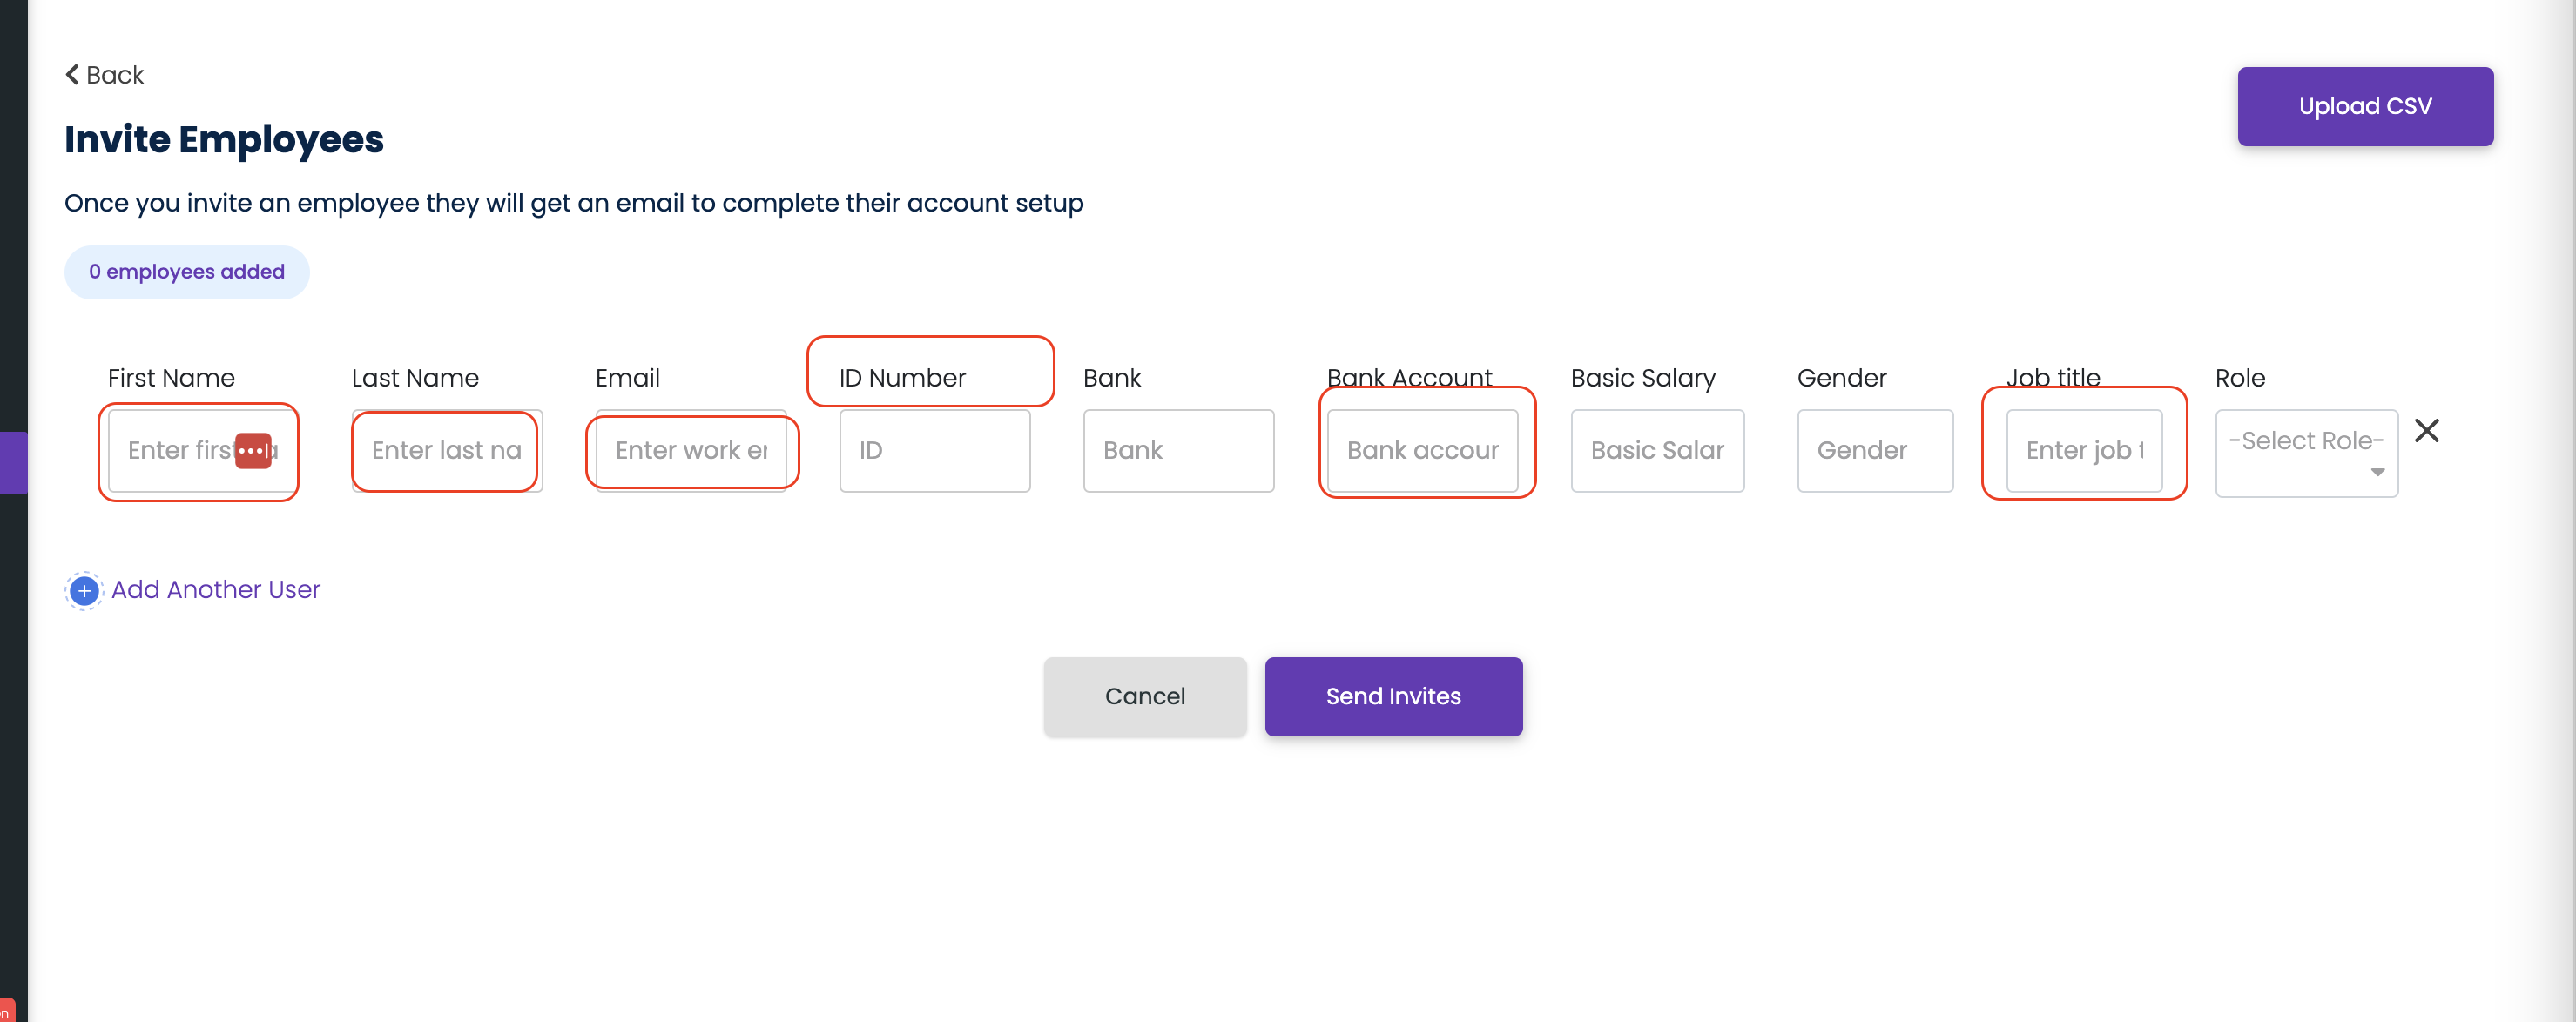 Back
Upload CSV
Invite Employees
Once you invite an employee they will get an email to complete their account setup
0 employees added
First Name Last Name Email ID Number Bank Bank Account Basic Salary Gender Job title Role
Enter first Enter last na Enter work er ID Bank Bank accour Basic Salar Gender Enter job t -Select Role-
Add Another User
Cancel Send Invites